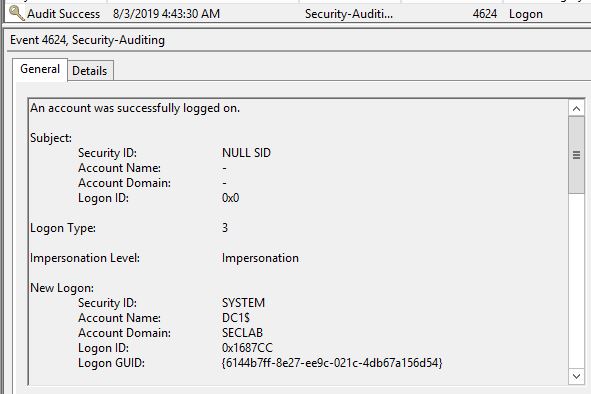 Audit Success 8/3/2019 4:43:30 AM Security-Auditi... 4624 Logon
Event 4624, Security-Auditing
General Details
An account was successfully logged on.
Subject:
Security ID: NULL SID
Account Name: -
Account Domain: -
Logon ID: 0x0
Logon Type: 3
Impersonation Level: Impersonation
New Logon:
Security ID: SYSTEM
Account Name: DC1$
Account Domain: SECLAB
Logon ID: 0x1687CC
Logon GUID: {6144b7ff-8e27-ee9c-021c-4db67a156d54}